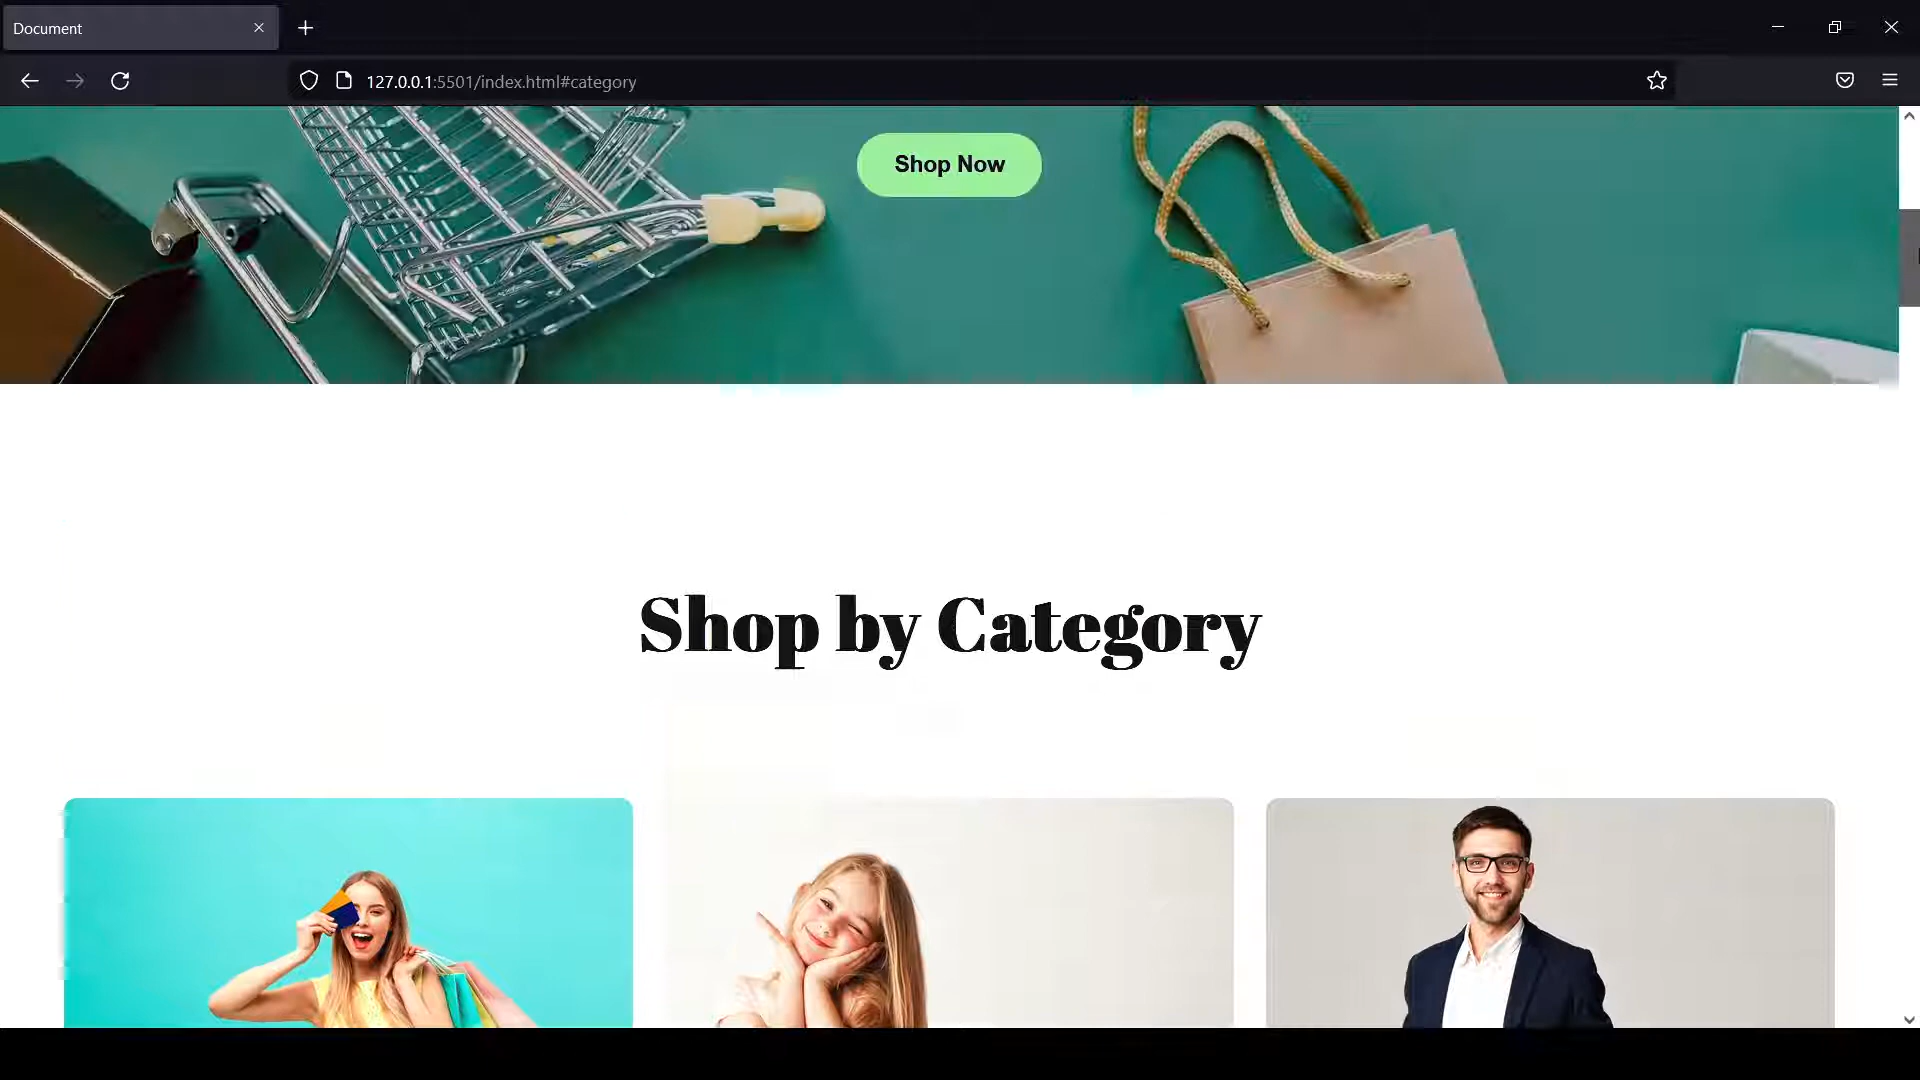 Document
127.0.0.1:5501/index.html#category
Shop Now
Shop by Category